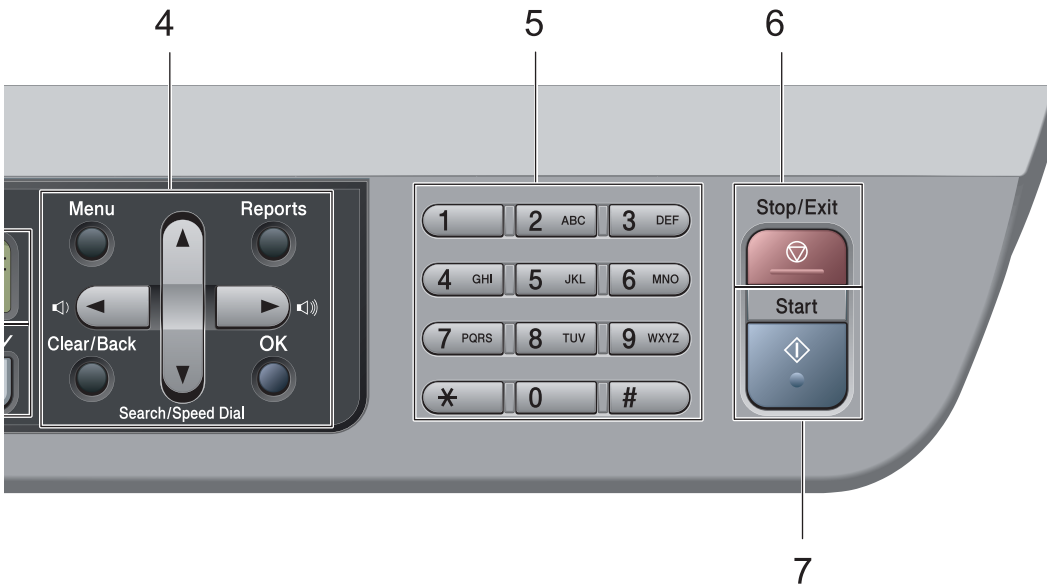 4 5 6
Menu Reports
Clear/Back OK
Search/Speed Dial
1 2 ABC 3 DEF
4 GHI 5 JKL 6 MNO
7 PQRS 8 TUV 9 WXYZ
* 0 #
Stop/Exit
Start
7